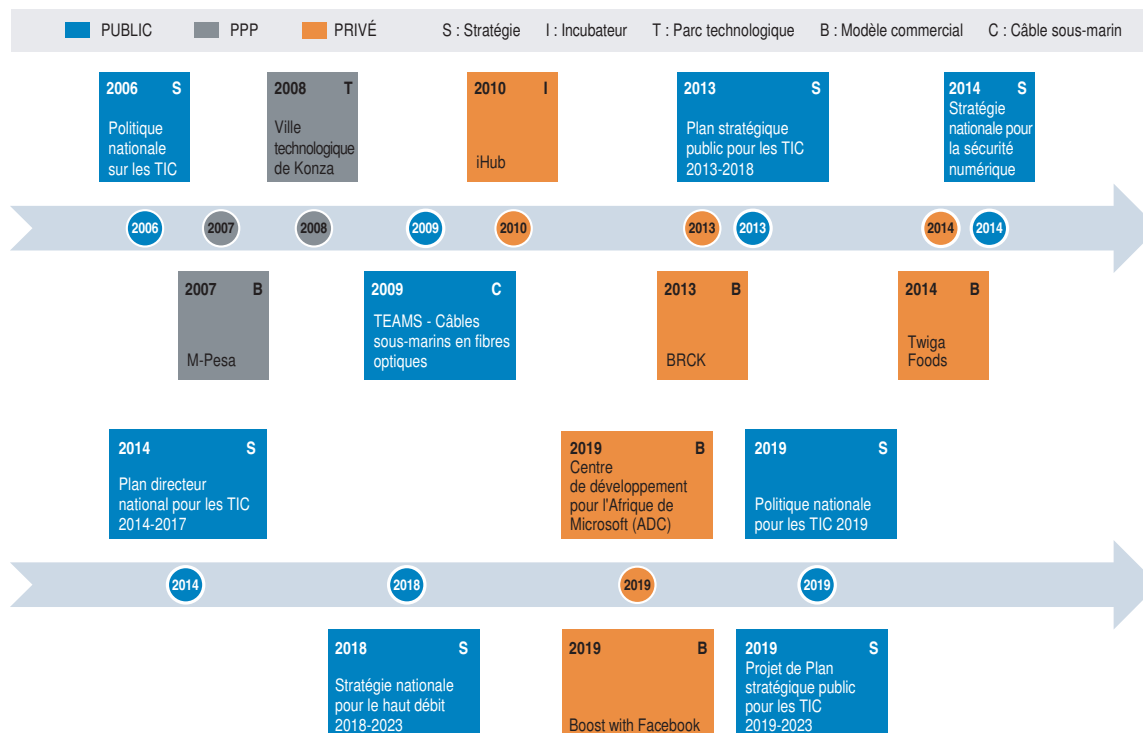 PUBLIC PPP PRIVÉ S : Stratégie I : Incubateur T : Parc technologique B : Modèle commercial C : Câble sous-marin
2006 S
Politique
nationale
sur les TIC
2008 T
Ville
technologique
de Konza
2010 I
iHub
2013 S
Plan stratégique
public pour les TIC
2013-2018
2014 S
Stratégie
nationale pour
la sécurité
numérique
2006 2007 2008 2009 2010 2013 2013 2014 2014
2007 B
M-Pesa
2009 C
TEAMS - Câbles
sous-marins en fibres
optiques
2013 B
BRCK
2014 B
Twiga
Foods
2014 S
Plan directeur
national pour les TIC
2014-2017
2019 B
Centre
de développement
pour l'Afrique de
Microsoft (ADC)
2019 S
Politique nationale
pour les TIC 2019
2014 2018 2019 2019
2018 S
Stratégie nationale
pour le haut débit
2018-2023
2019 B
Boost with Facebook
2019 S
Projet de Plan
stratégique public
pour les TIC
2019-2023